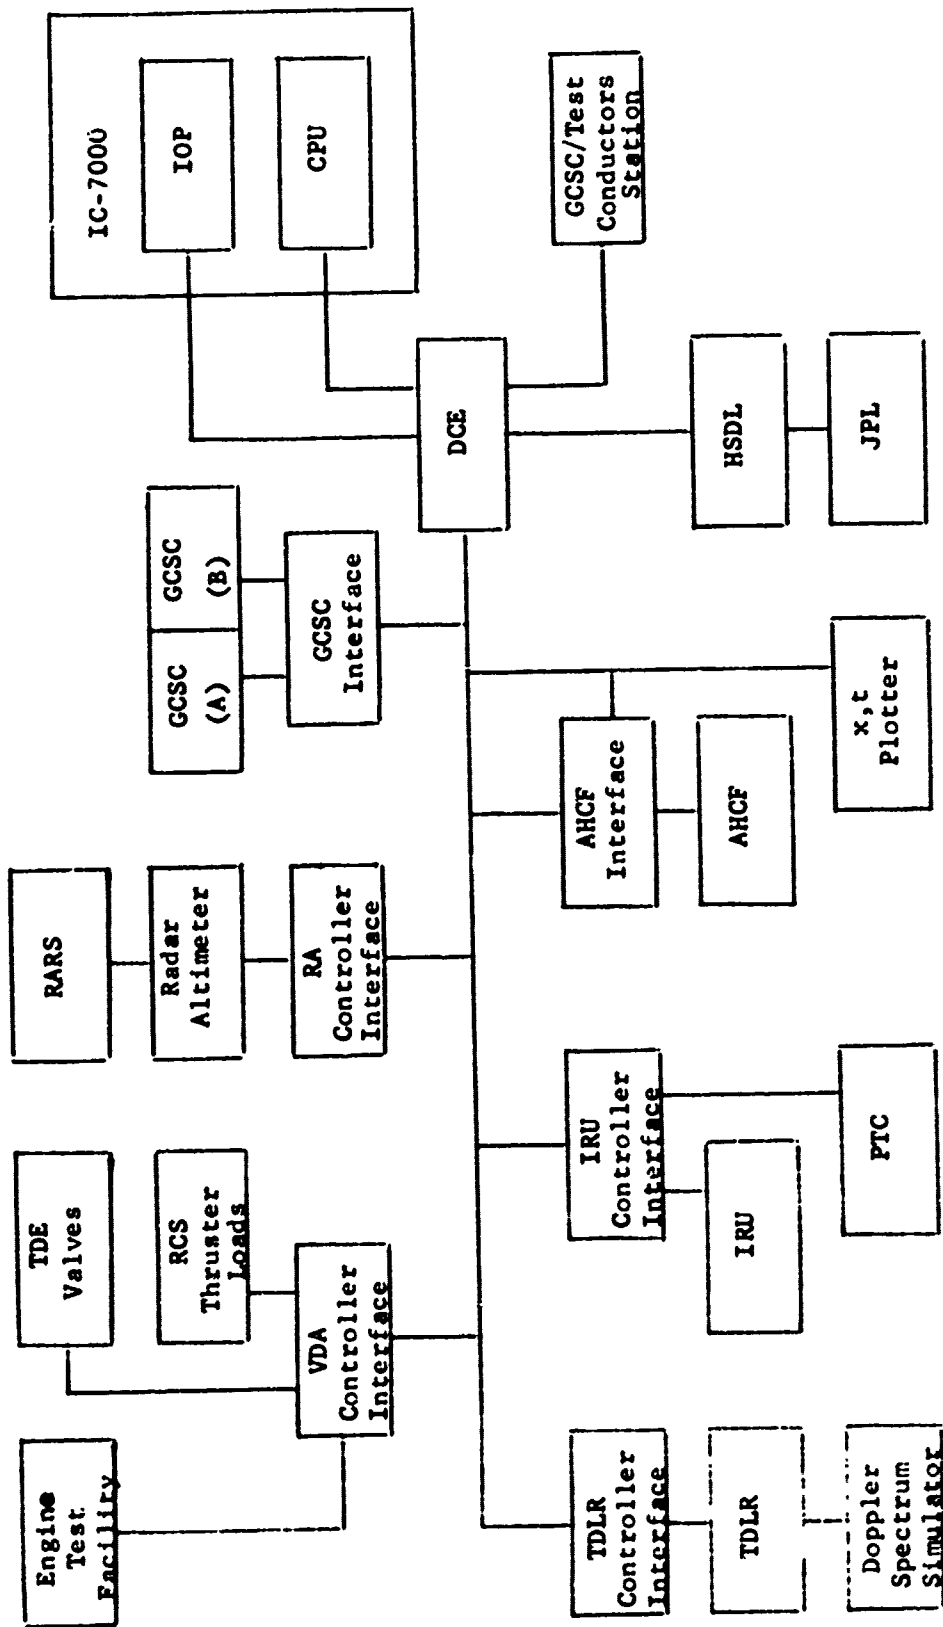 Engine
Test
Facility
TDE
Valves
RARS
IC-7000
RCS
Thruster
Loads
Radar
Altimeter
GCSC
(A)
GCSC
(B)
IOP
VDA
Controller
Interface
RA
Controller
Interface
GCSC
Interface
CPU
DCE
TDLR
Controller
Interface
IRU
Controller
Interface
AHCF
Interface
GCSC/Test
Conductors
Station
TDLR
IRU
AHCF
HSDL
Doppler
Spectrum
Simulator
PTC
x,t
Plotter
JPL